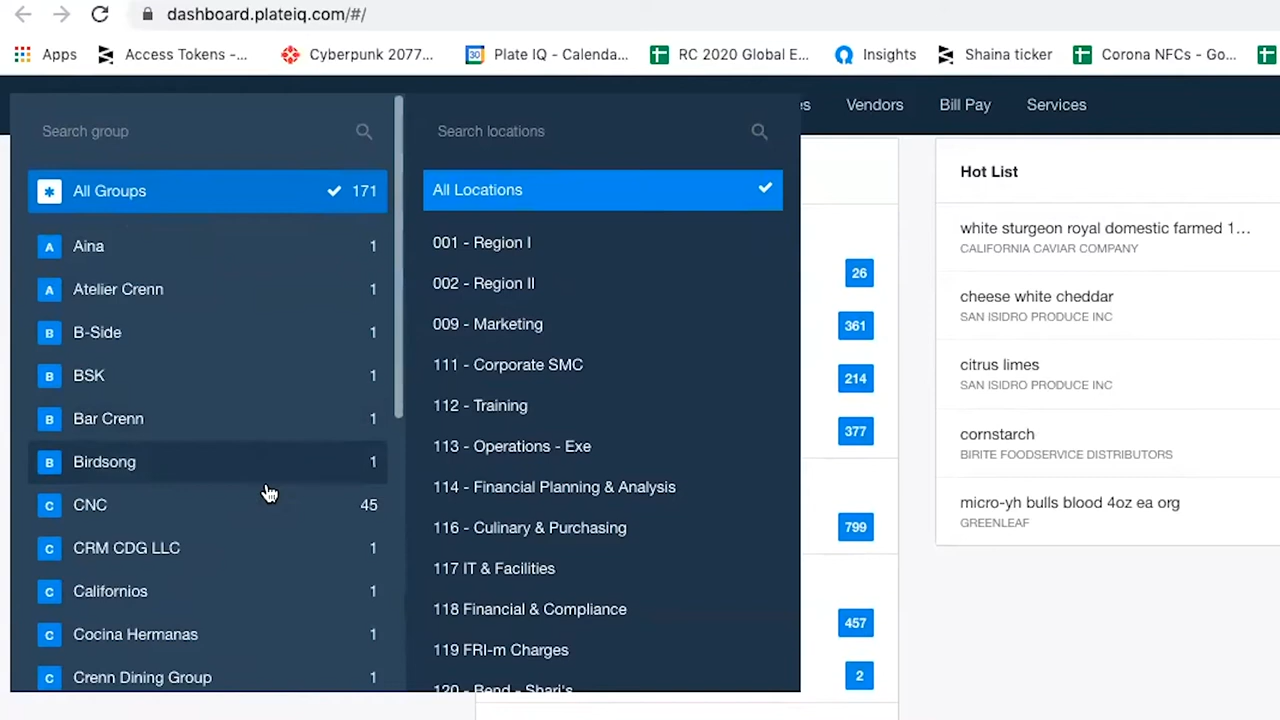 dashboard.plateiq.com/#/
Apps Access Tokens -... Cyberpunk 2077... 30 Plate IQ - Calenda... RC 2020 Global E... Insights Shaina ticker Corona NFCs - Go...
Vendors Bill Pay Services
Search group
All Groups 171
A Aina 1
A Atelier Crenn 1
B B-Side 1
B BSK 1
B Bar Crenn 1
B Birdsong 1
C CNC 45
C CRM CDG LLC 1
C Californios 1
C Cocina Hermanas 1
C Crenn Dining Group 1
Search locations
All Locations
001 - Region I
002 - Region II
009 - Marketing
111 - Corporate SMC
112 - Training
113 - Operations - Exe
114 - Financial Planning & Analysis
116 - Culinary & Purchasing
117 IT & Facilities
118 Financial & Compliance
119 FRI-m Charges
120 - Bend - Shari's
26
361
214
377
799
457
2
Hot List
white sturgeon royal domestic farmed 1...
CALIFORNIA CAVIAR COMPANY
cheese white cheddar
SAN ISIDRO PRODUCE INC
citrus limes
SAN ISIDRO PRODUCE INC
cornstarch
BIRITE FOODSERVICE DISTRIBUTORS
micro-yh bulls blood 4oz ea org
GREENLEAF